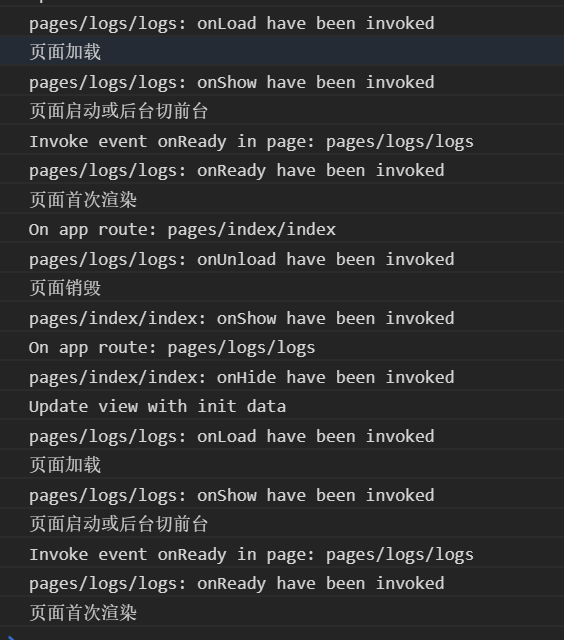 pages/logs/logs: onLoad have been invoked
页面加载
pages/logs/logs: onShow have been invoked
页面启动或后台切前台
Invoke event onReady in page: pages/logs/logs
pages/logs/logs: onReady have been invoked
页面首次渲染
On app route: pages/index/index
pages/logs/logs: onUnload have been invoked
页面销毁
pages/index/index: onShow have been invoked
On app route: pages/logs/logs
pages/index/index: onHide have been invoked
Update view with init data
pages/logs/logs: onLoad have been invoked
页面加载
pages/logs/logs: onShow have been invoked
页面启动或后台切前台
Invoke event onReady in page: pages/logs/logs
pages/logs/logs: onReady have been invoked
页面首次渲染